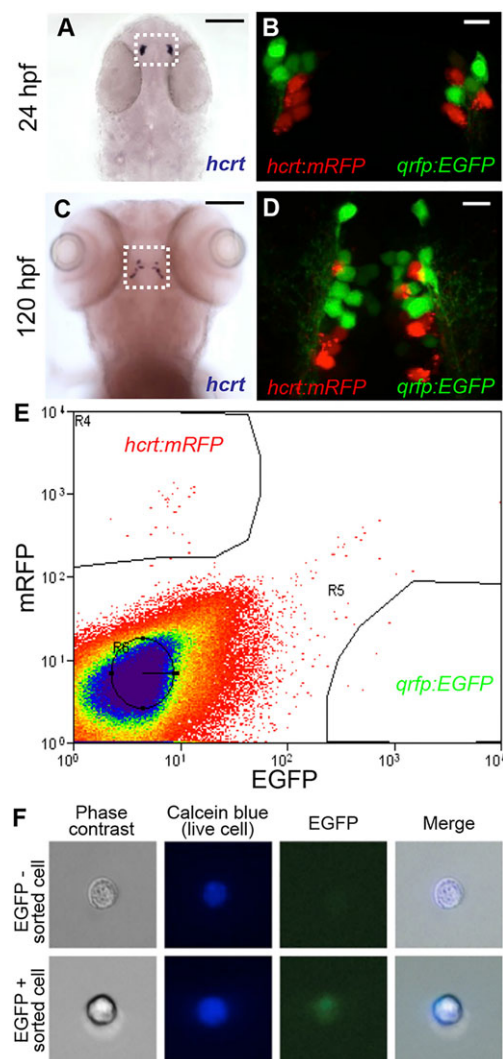 A
B
24 hpf
hcrt
hcrt:mRFP
qrfp:EGFP
C
D
120 hpf
hcrt
hcrt:mRFP
qrfp:EGFP
E
10⁴
R4
hcrt:mRFP
10³
mRFP
10²
R5
R6
10¹
qrfp:EGFP
10⁰
10⁰ 10¹ 10² 10³ 10
EGFP
F
Phase contrast
Calcein blue (live cell)
EGFP
Merge
EGFP - sorted cell
EGFP + sorted cell